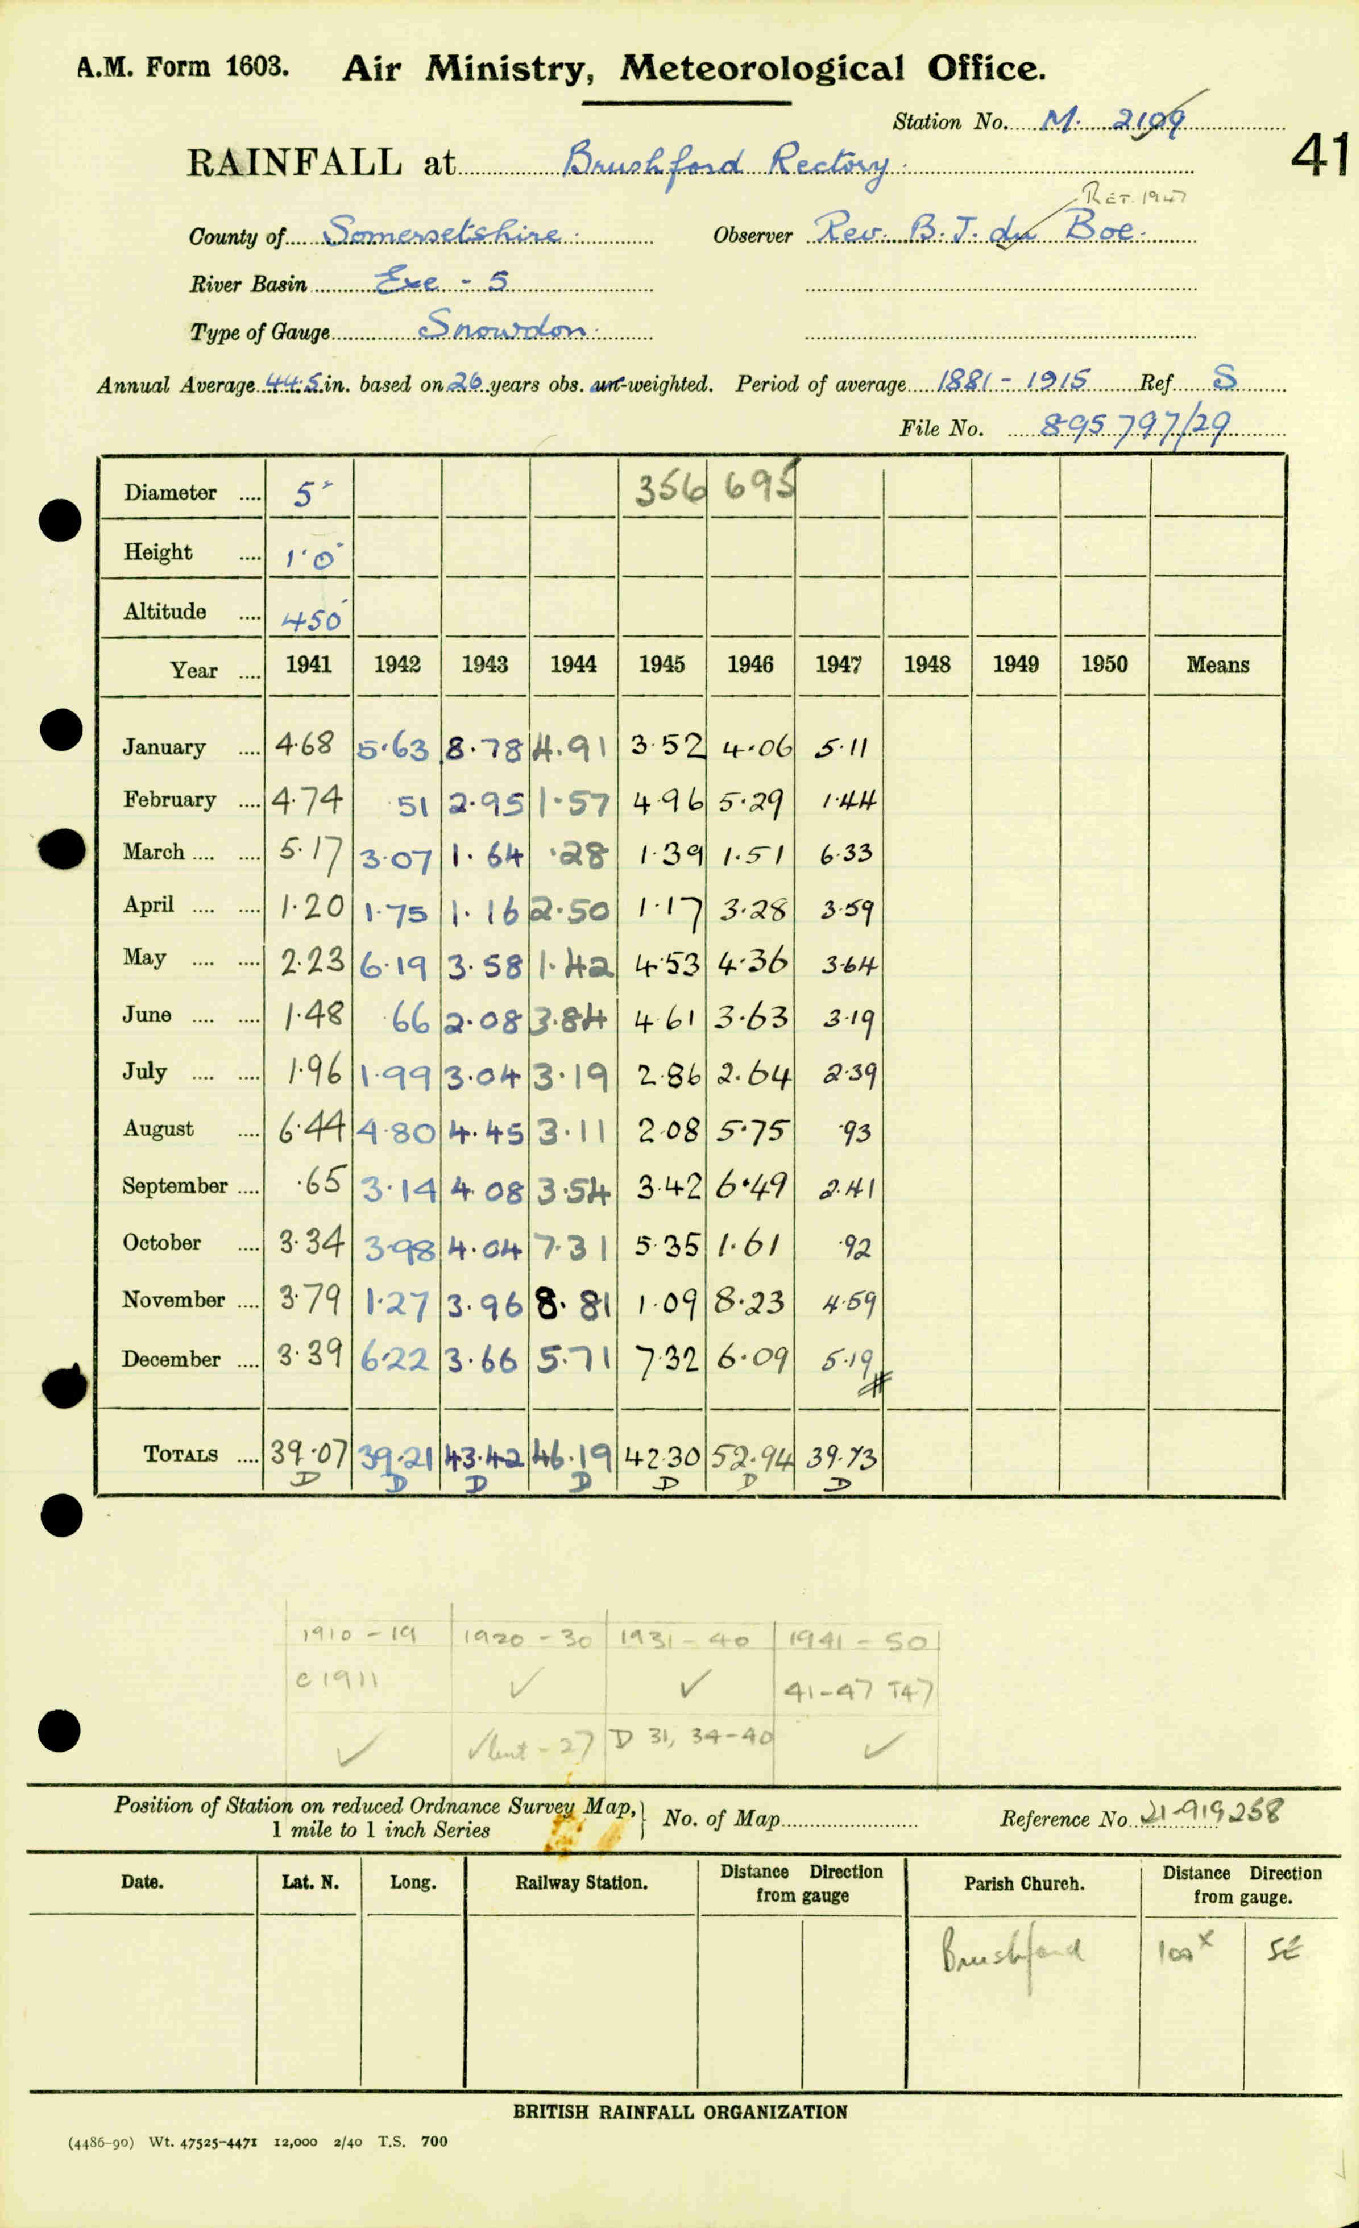 A.M. Form 1603. Air Ministry, Meteorological Office.
Station No. M. 2109
41
RAINFALL at Brushford Rectory.
Ret. 1947
County of Somersetshire. Observer Rev. B. J. du Boe.
River Basin Exe - 5
Type of Gauge Snowdon.
Annual Average 44.5 in. based on 26 years obs. un-weighted. Period of average 1881 - 1915 Ref S
File No. 895797/29
Diameter .... 5" 356 695
Height .... 1'0"
Altitude .... 450'
Year .... 1941 1942 1943 1944 1945 1946 1947 1948 1949 1950 Means
January .... 4.68 5.63 8.78 4.91 3.52 4.06 5.11
February .... 4.74 .51 2.95 1.57 4.96 5.29 1.44
March .... .... 5.17 3.07 1.64 .28 1.39 1.51 6.33
April .... .... 1.20 1.75 1.16 2.50 1.17 3.28 3.59
May .... .... 2.23 6.19 3.58 1.42 4.53 4.36 3.64
June .... .... 1.48 .66 2.08 3.84 4.61 3.63 3.19
July .... .... 1.96 1.99 3.04 3.19 2.86 2.64 2.39
August .... 6.44 4.80 4.45 3.11 2.08 5.75 .93
September .... .65 3.14 4.08 3.54 3.42 6.49 2.41
October .... 3.34 3.98 4.04 7.31 5.35 1.61 .92
November .... 3.79 1.27 3.96 8.81 1.09 8.23 4.59
December .... 3.39 6.22 3.66 5.71 7.32 6.09 5.19
#
TOTALS .... 39.07 39.21 43.42 46.19 42.30 52.94 39.73
D D D D D D D
1910 - 19 1920 - 30 1931 - 40 1941 - 50
c 1911 ✓ ✓ 41-47 T47
✓ ✓ - 27 D 31, 34-40 ✓
Position of Station on reduced Ordnance Survey Map, 1 mile to 1 inch Series } No. of Map Reference No. 21-919258
Date. Lat. N. Long. Railway Station. Distance Direction from gauge Parish Church. Distance Direction from gauge.
Brushford 100x SE
BRITISH RAINFALL ORGANIZATION
(4486-90) Wt. 47525-4471 12,000 2/40 T.S. 700